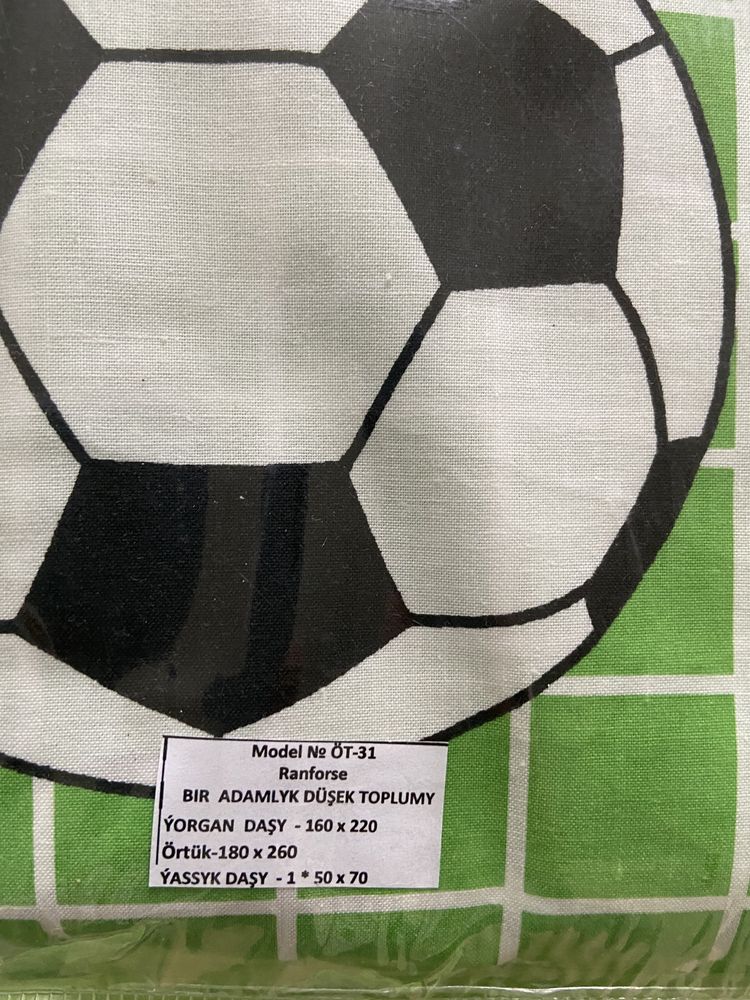 Model № ÖT-31
Ranforse
BIR ADAMLYK DÜŞEK TOPLUMY
ÝORGAN DAŞY - 160 x 220
Örtük-180 x 260
ÝASSYK DAŞY - 1 * 50 x 70